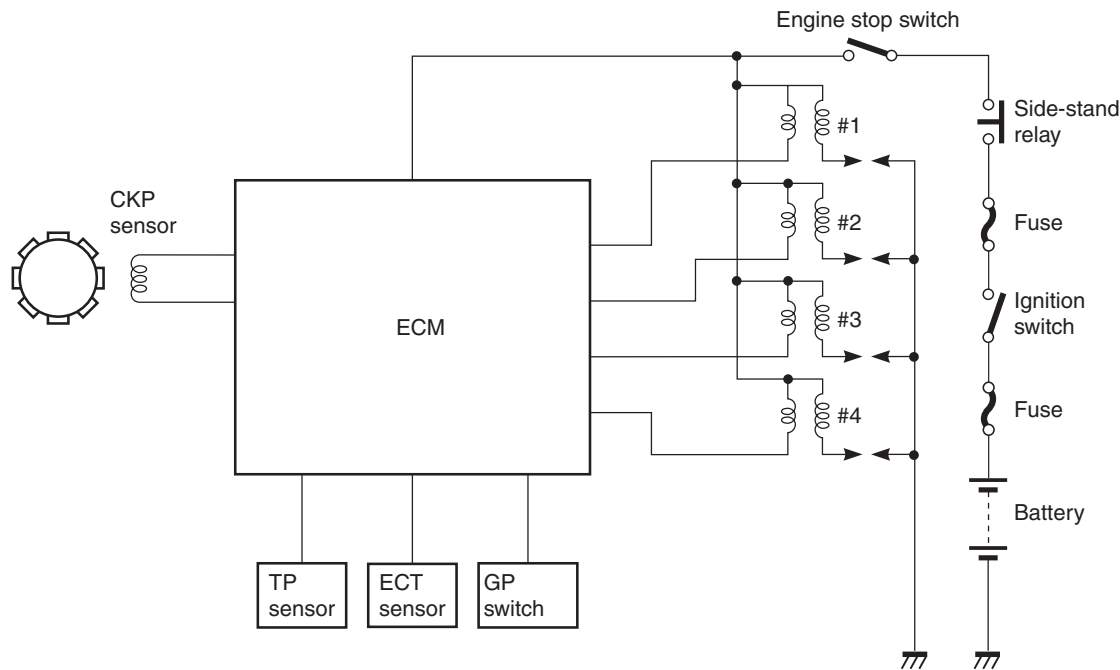 Engine stop switch
Side-stand
relay
#1
CKP
sensor
#2
Fuse
ECM
#3
Ignition
switch
#4
Fuse
Battery
TP
sensor
ECT
sensor
GP
switch